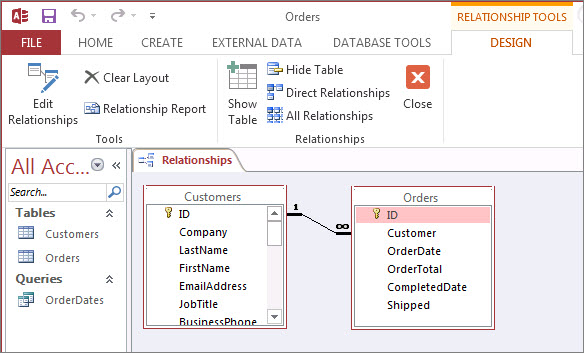 Orders
RELATIONSHIP TOOLS
FILE HOME CREATE EXTERNAL DATA DATABASE TOOLS DESIGN
Edit Relationships
Clear Layout
Relationship Report
Tools
Show Table
Hide Table
Direct Relationships
All Relationships
Relationships
Close
All Acc...
Search...
Tables
Customers
Orders
Queries
OrderDates
Relationships
Customers
ID
Company
LastName
FirstName
EmailAddress
JobTitle
BusinessPhone
1
∞
Orders
ID
Customer
OrderDate
OrderTotal
CompletedDate
Shipped